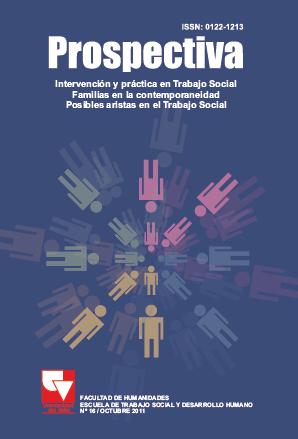 ISSN: 0122-1213
Prospectiva
Intervención y práctica en Trabajo Social
Familias en la contemporaneidad
Posibles aristas en el Trabajo Social
FACULTAD DE HUMANIDADES
ESCUELA DE TRABAJO SOCIAL Y DESARROLLO HUMANO
Nº 16 / OCTUBRE 2011